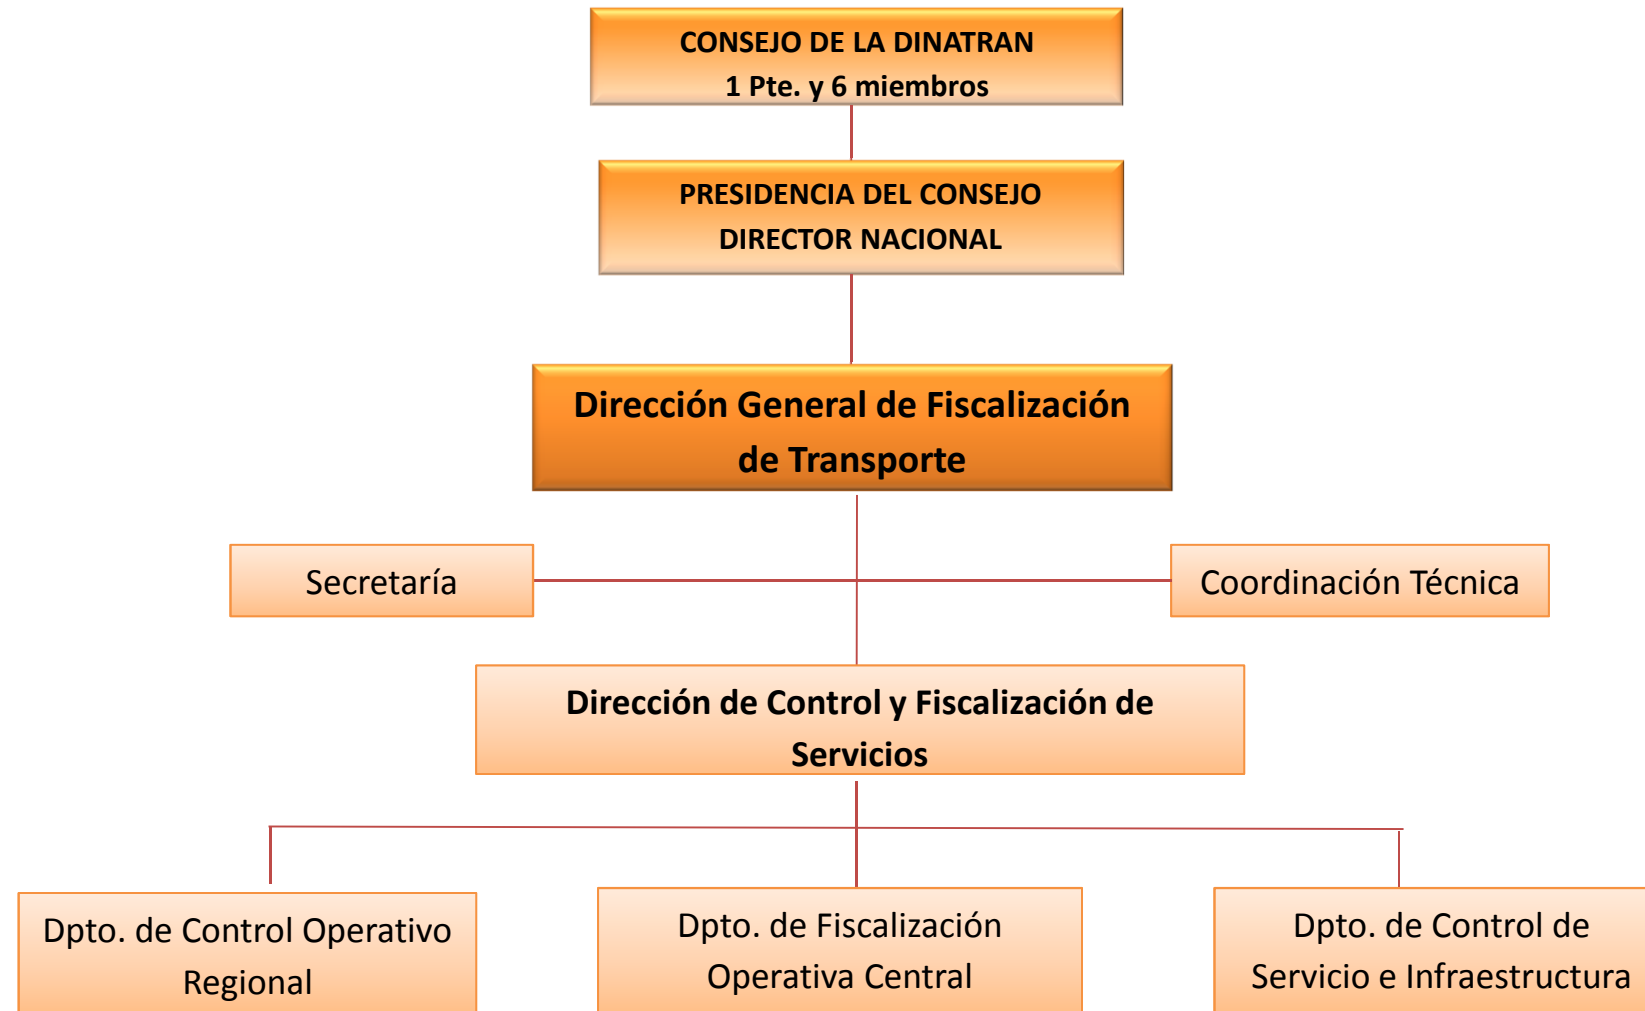 CONSEJO DE LA DINATRAN
1 Pte. y 6 miembros
PRESIDENCIA DEL CONSEJO
DIRECTOR NACIONAL
Dirección General de Fiscalización
de Transporte
Secretaría
Coordinación Técnica
Dirección de Control y Fiscalización de
Servicios
Dpto. de Control Operativo
Regional
Dpto. de Fiscalización
Operativa Central
Dpto. de Control de
Servicio e Infraestructura